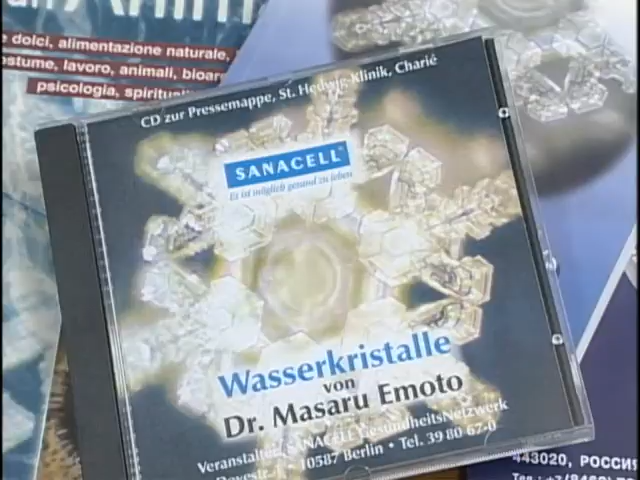 dolci, alimentazione naturale,
ostume, lavoro, animali, bioar
psicologia, spiritual
CD zur Pressemappe, St. Hedwig-Klinik, Charié
SANACELL®
Es ist möglich gesund zu leben
Wasserkristalle
von
Dr. Masaru Emoto
Veranstalter SANACELL GesundheitsNetzwerk
10587 Berlin • Tel. 39 80 67-0
443020, РОССИЯ